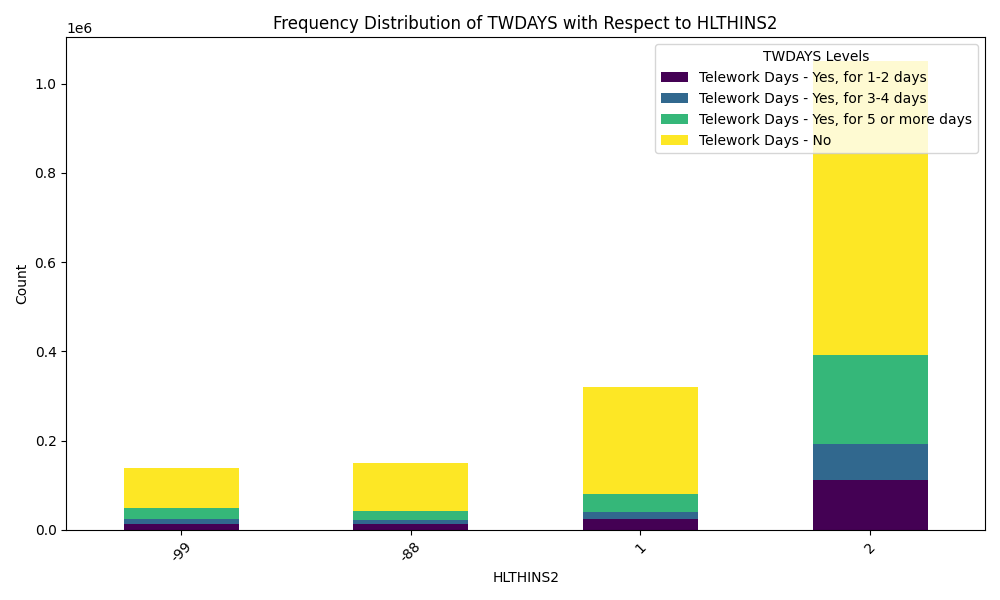 Frequency Distribution of TWDAYS with Respect to HLTHINS2
1e6
TWDAYS Levels
Telework Days - Yes, for 1-2 days
Telework Days - Yes, for 3-4 days
Telework Days - Yes, for 5 or more days
Telework Days - No
1.0
0.8
0.6
0.4
0.2
0.0
Count
-99
-88
1
2
HLTHINS2